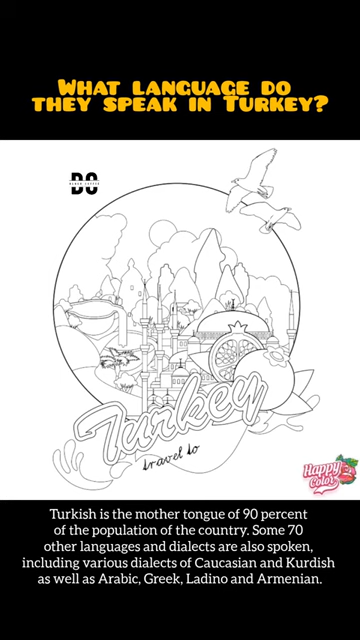 What language do
they speak in Turkey?
DO
Turkey
travel to
Happy
Color
Turkish is the mother tongue of 90 percent
of the population of the country. Some 70
other languages and dialects are also spoken,
including various dialects of Caucasian and Kurdish
as well as Arabic, Greek, Ladino and Armenian.